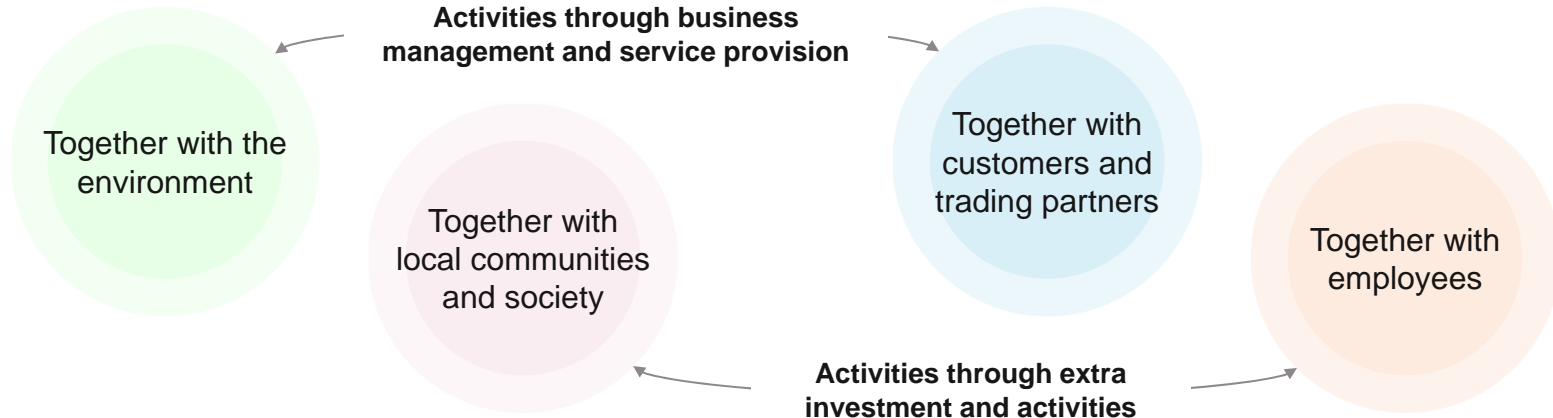 Activities through business
management and service provision
Together with the
environment
Together with
local communities
and society
Together with
customers and
trading partners
Together with
employees
Activities through extra
investment and activities